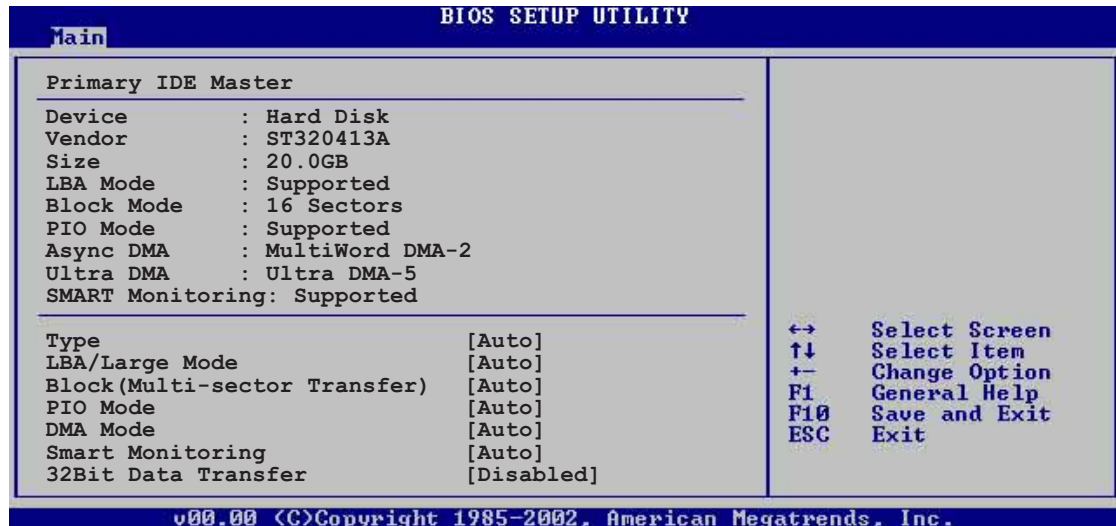 BIOS SETUP UTILITY
Main
Primary IDE Master
Device : Hard Disk
Vendor : ST320413A
Size : 20.0GB
LBA Mode : Supported
Block Mode : 16 Sectors
PIO Mode : Supported
Async DMA : MultiWord DMA-2
Ultra DMA : Ultra DMA-5
SMART Monitoring: Supported
Type [Auto]
LBA/Large Mode [Auto]
Block(Multi-sector Transfer) [Auto]
PIO Mode [Auto]
DMA Mode [Auto]
Smart Monitoring [Auto]
32Bit Data Transfer [Disabled]
←→ Select Screen
↑↓ Select Item
+- Change Option
F1 General Help
F10 Save and Exit
ESC Exit
v00.00 (C)Copyright 1985-2002, American Megatrends, Inc.